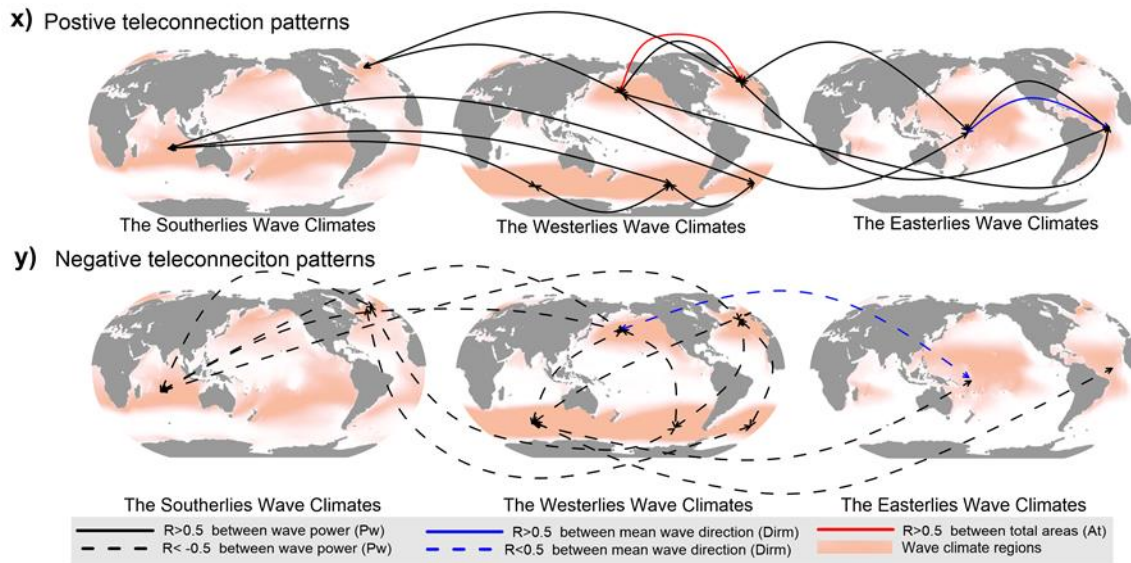 x) Postive teleconnection patterns
The Southerlies Wave Climates
The Westerlies Wave Climates
The Easterlies Wave Climates
y) Negative teleconneciton patterns
The Southerlies Wave Climates
The Westerlies Wave Climates
The Easterlies Wave Climates
R>0.5 between wave power (Pw)
R>0.5 between mean wave direction (Dirm)
R>0.5 between total areas (At)
R< -0.5 between wave power (Pw)
R<0.5 between mean wave direction (Dirm)
Wave climate regions